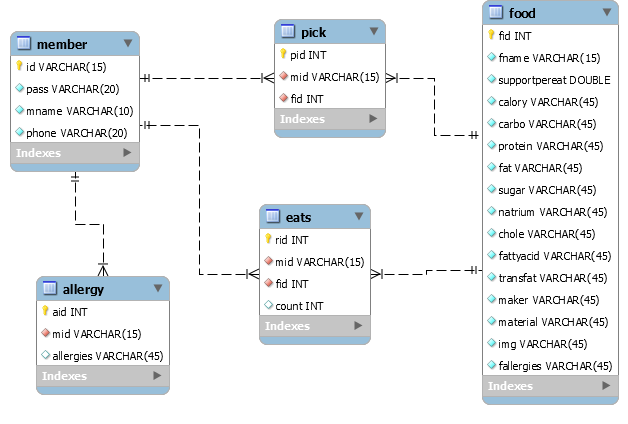 member
id VARCHAR(15)
pass VARCHAR(20)
mname VARCHAR(10)
phone VARCHAR(20)
Indexes
pick
pid INT
mid VARCHAR(15)
fid INT
Indexes
food
fid INT
fname VARCHAR(15)
supportpereat DOUBLE
calory VARCHAR(45)
carbo VARCHAR(45)
protein VARCHAR(45)
fat VARCHAR(45)
sugar VARCHAR(45)
natrium VARCHAR(45)
chole VARCHAR(45)
fattyacid VARCHAR(45)
transfat VARCHAR(45)
maker VARCHAR(45)
material VARCHAR(45)
img VARCHAR(45)
fallergies VARCHAR(45)
Indexes
eats
rid INT
mid VARCHAR(15)
fid INT
count INT
Indexes
allergy
aid INT
mid VARCHAR(15)
allergies VARCHAR(45)
Indexes